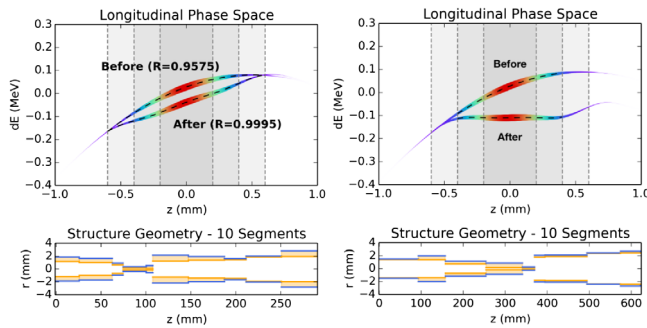 Longitudinal Phase Space
0.3
0.2
0.1
0.0
−0.1
−0.2
−0.3
−0.4
dE (MeV)
Before (R=0.9575)
After (R=0.9995)
−1.0 −0.5 0.0 0.5 1.0
z (mm)
Longitudinal Phase Space
0.3
0.2
0.1
0.0
−0.1
−0.2
−0.3
−0.4
dE (MeV)
Before
After
−1.0 −0.5 0.0 0.5 1.0
z (mm)
Structure Geometry - 10 Segments
4
2
0
−2
−4
r (mm)
0 50 100 150 200 250
z (mm)
Structure Geometry - 10 Segments
4
2
0
−2
−4
r (mm)
0 100 200 300 400 500 600
z (mm)